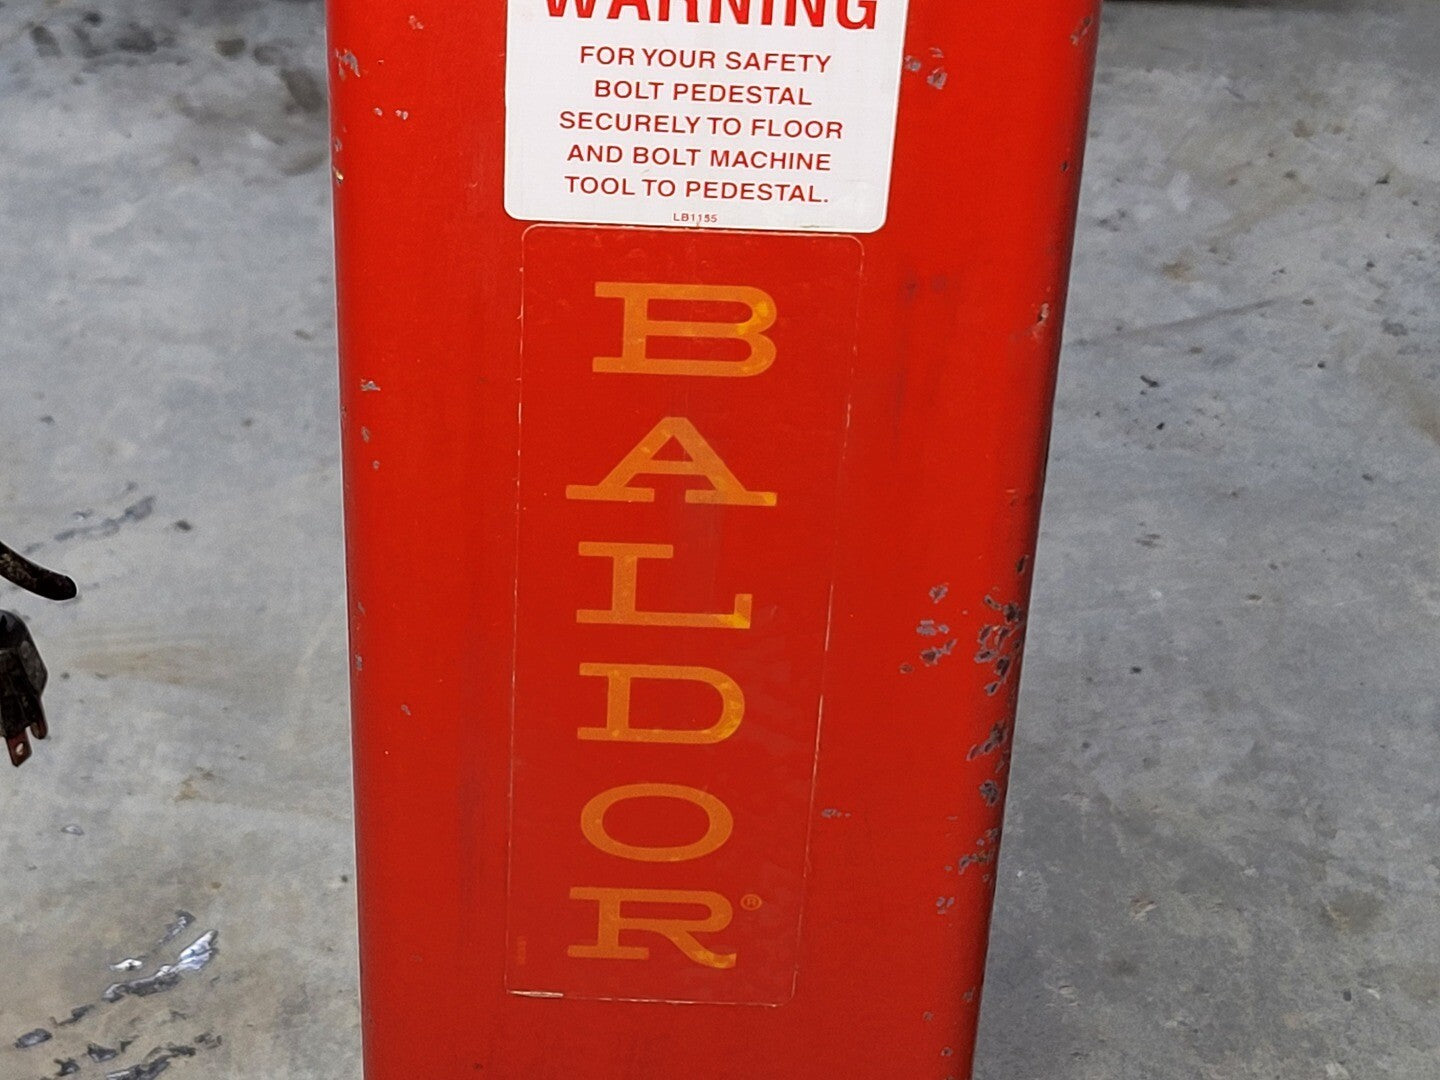 WARNING
FOR YOUR SAFETY
BOLT PEDESTAL
SECURELY TO FLOOR
AND BOLT MACHINE
TOOL TO PEDESTAL.
LB1155
BALDOR®